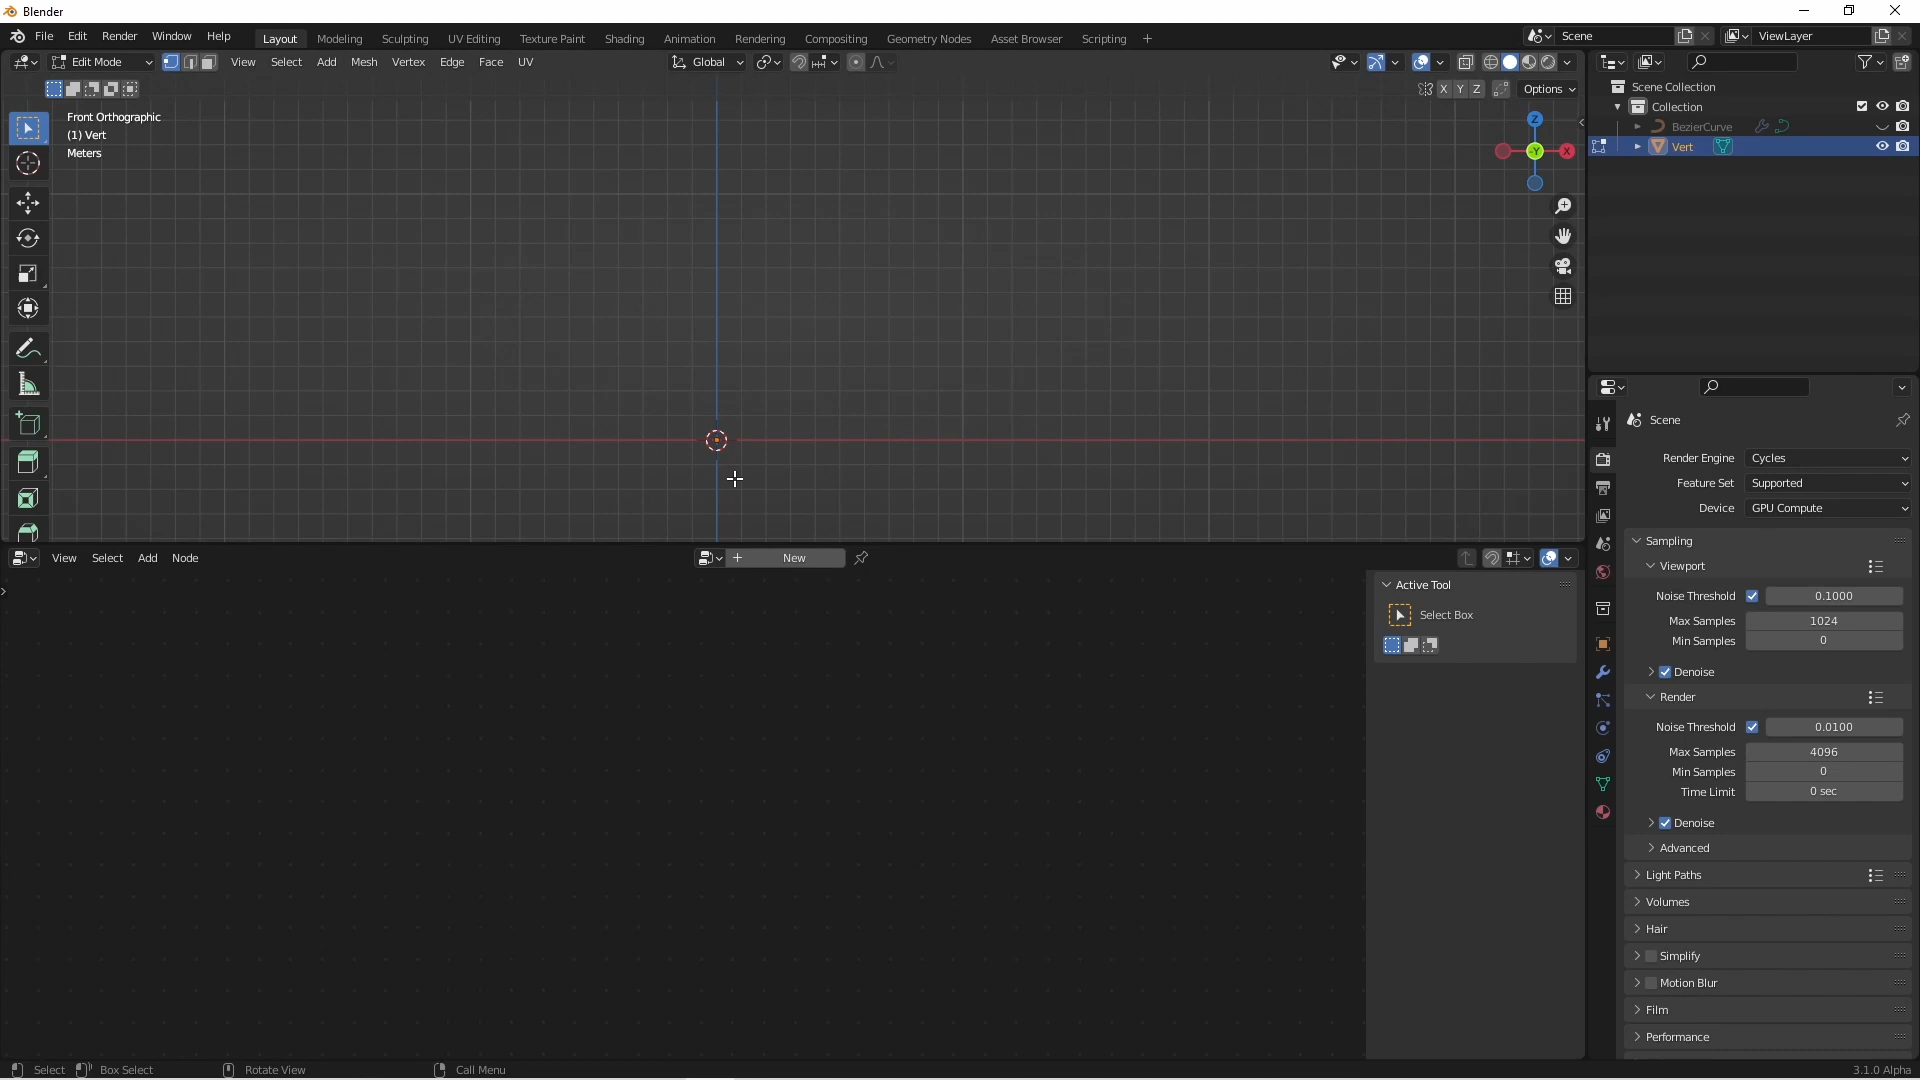 Blender
File Edit Render Window Help Layout Modeling Sculpting UV Editing Texture Paint Shading Animation Rendering Compositing Geometry Nodes Asset Browser Scripting + Scene ViewLayer
Edit Mode View Select Add Mesh Vertex Edge Face UV Global
X Y Z Options
Scene Collection
Collection
BezierCurve
Vert
Front Orthographic
(1) Vert
Meters
Z
-Y
X
Scene
Render Engine Cycles
Feature Set Supported
Device GPU Compute
Sampling
Viewport
Noise Threshold 0.1000
Max Samples 1024
Min Samples 0
Denoise
Render
Noise Threshold 0.0100
Max Samples 4096
Min Samples 0
Time Limit 0 sec
Denoise
Advanced
Light Paths
Volumes
Hair
Simplify
Motion Blur
Film
Performance
View Select Add Node + New
Active Tool
Select Box
Select Box Select Rotate View Call Menu 3.1.0 Alpha